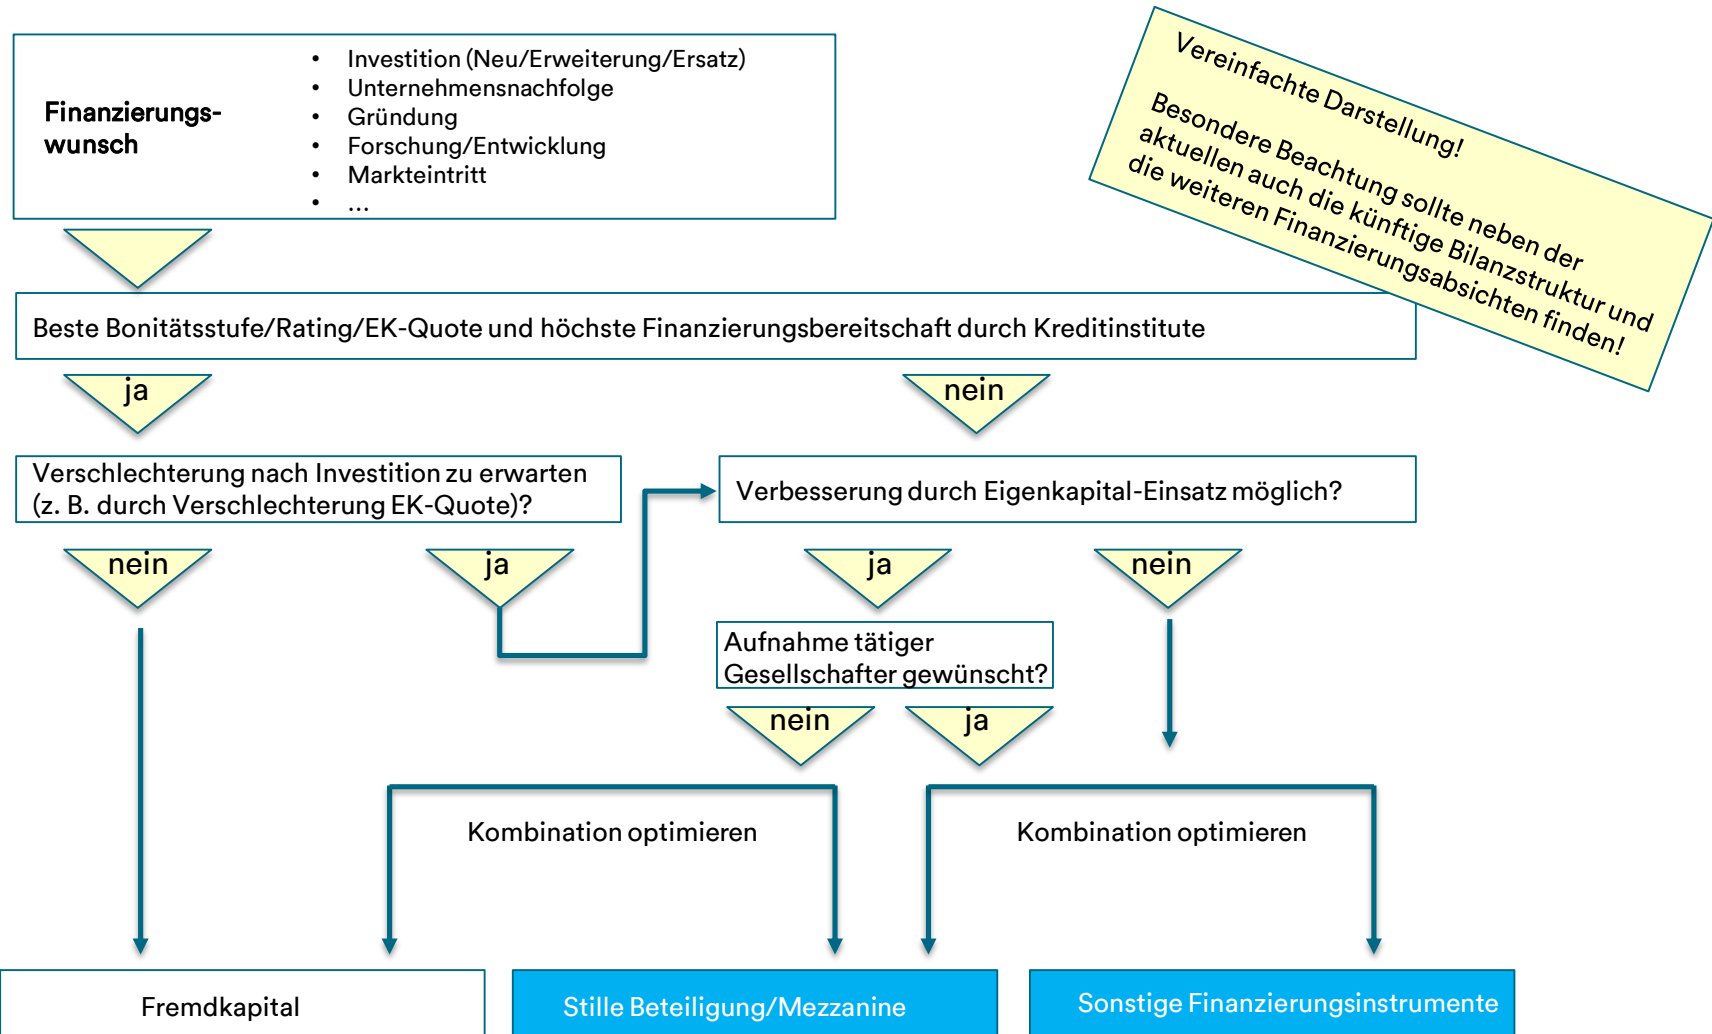 Finanzierungs-
wunsch
• Investition (Neu/Erweiterung/Ersatz)
• Unternehmensnachfolge
• Gründung
• Forschung/Entwicklung
• Markteintritt
• ...
Vereinfachte Darstellung!
Besondere Beachtung sollte neben der
aktuellen auch die künftige Bilanzstruktur und
die weiteren Finanzierungsabsichten finden!
Beste Bonitätsstufe/Rating/EK-Quote und höchste Finanzierungsbereitschaft durch Kreditinstitute
ja
nein
Verschlechterung nach Investition zu erwarten
(z. B. durch Verschlechterung EK-Quote)?
Verbesserung durch Eigenkapital-Einsatz möglich?
nein
ja
ja
nein
Aufnahme tätiger
Gesellschafter gewünscht?
nein
ja
Kombination optimieren
Kombination optimieren
Fremdkapital
Stille Beteiligung/Mezzanine
Sonstige Finanzierungsinstrumente